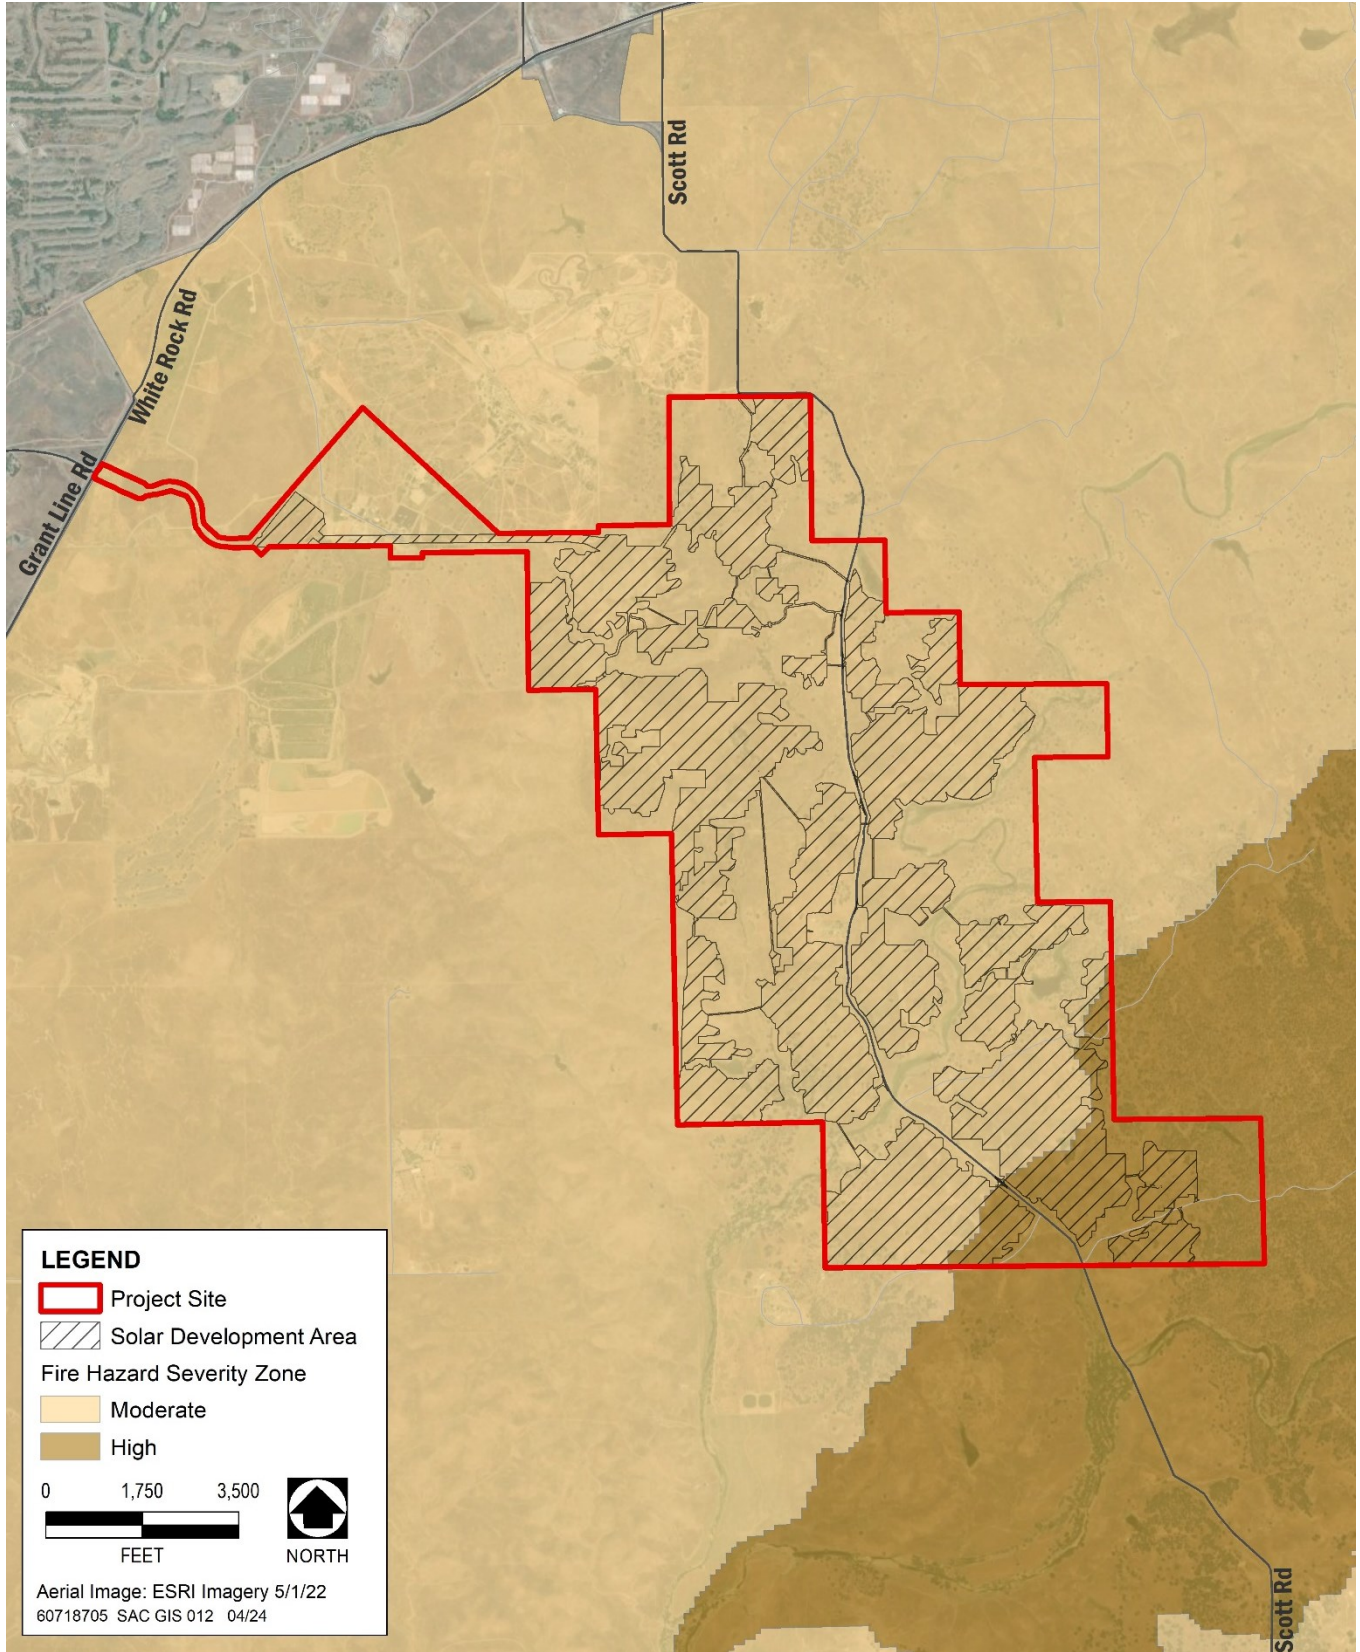 Scott Rd
White Rock Rd
Grant Line Rd
LEGEND
Project Site
Solar Development Area
Fire Hazard Severity Zone
Moderate
High
0 1,750 3,500
FEET
NORTH
Aerial Image: ESRI Imagery 5/1/22
60718705 SAC GIS 012 04/24
Scott Rd